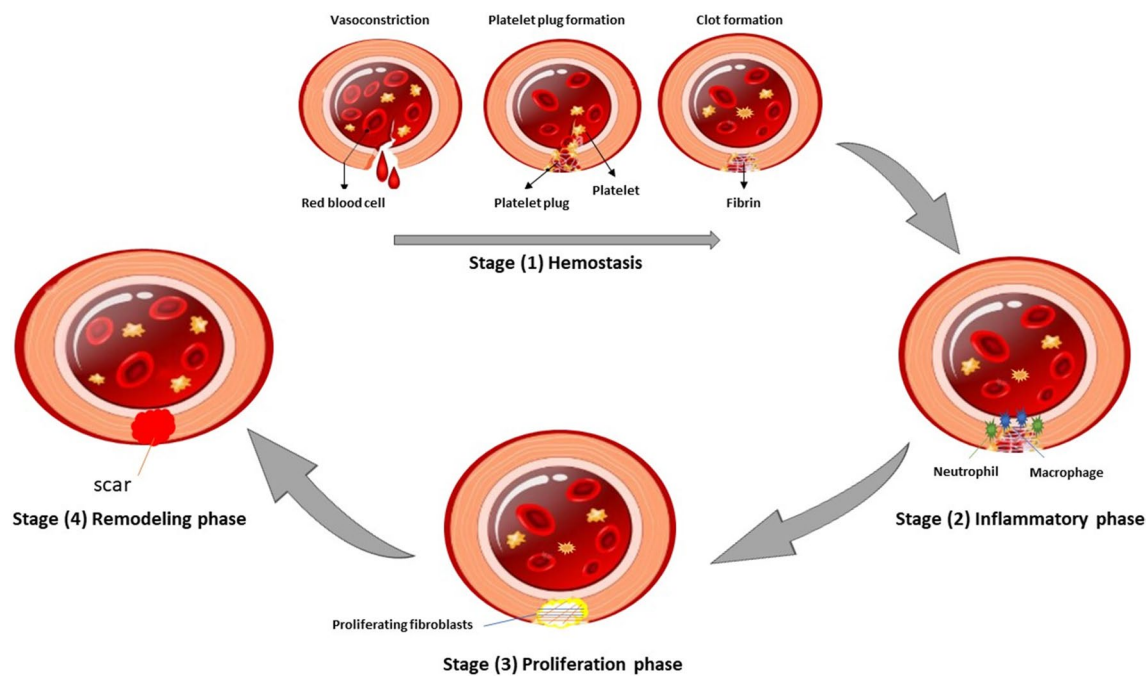 Vasoconstriction
Platelet plug formation
Clot formation
Red blood cell
Platelet plug
Platelet
Fibrin
Stage (1) Hemostasis
Neutrophil
Macrophage
Stage (2) Inflammatory phase
Proliferating fibroblasts
Stage (3) Proliferation phase
scar
Stage (4) Remodeling phase